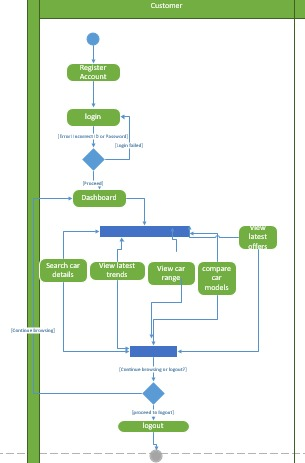 Customer
Register
Account
login
[Error: Incorrect ID or Password]
[Login failed]
[Proceed]
Dashboard
View
latest
offers
Search car
details
View latest
trends
View car
range
compare
car
models
[Continue browsing]
[Continue browsing or logout?]
[proceed to logout]
logout